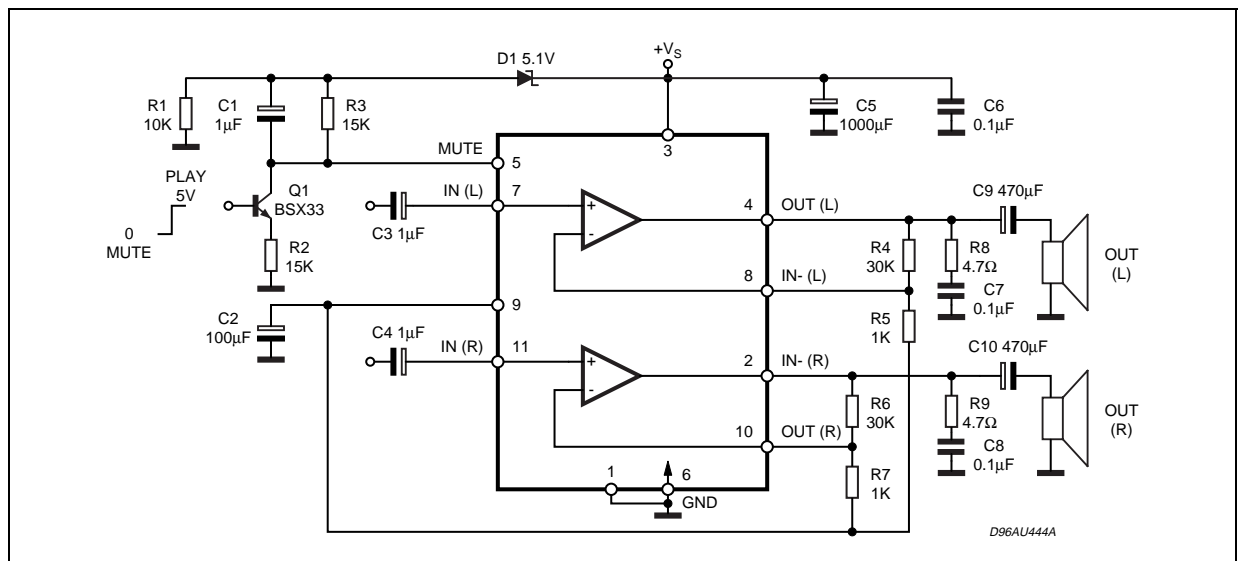 D1 5.1V
+VS
R1
10K
C1
1µF
R3
15K
C5
1000µF
C6
0.1µF
MUTE
5
3
PLAY
5V
0
MUTE
Q1
BSX33
R2
15K
IN (L)
7
C3 1µF
4
OUT (L)
C9 470µF
R4
30K
R8
4.7Ω
C7
0.1µF
OUT
(L)
8
IN- (L)
R5
1K
9
C2
100µF
C4 1µF
IN (R)
11
2
IN- (R)
C10 470µF
R6
30K
R9
4.7Ω
C8
0.1µF
OUT
(R)
10
OUT (R)
R7
1K
1
6
GND
+
-
+
-
D96AU444A